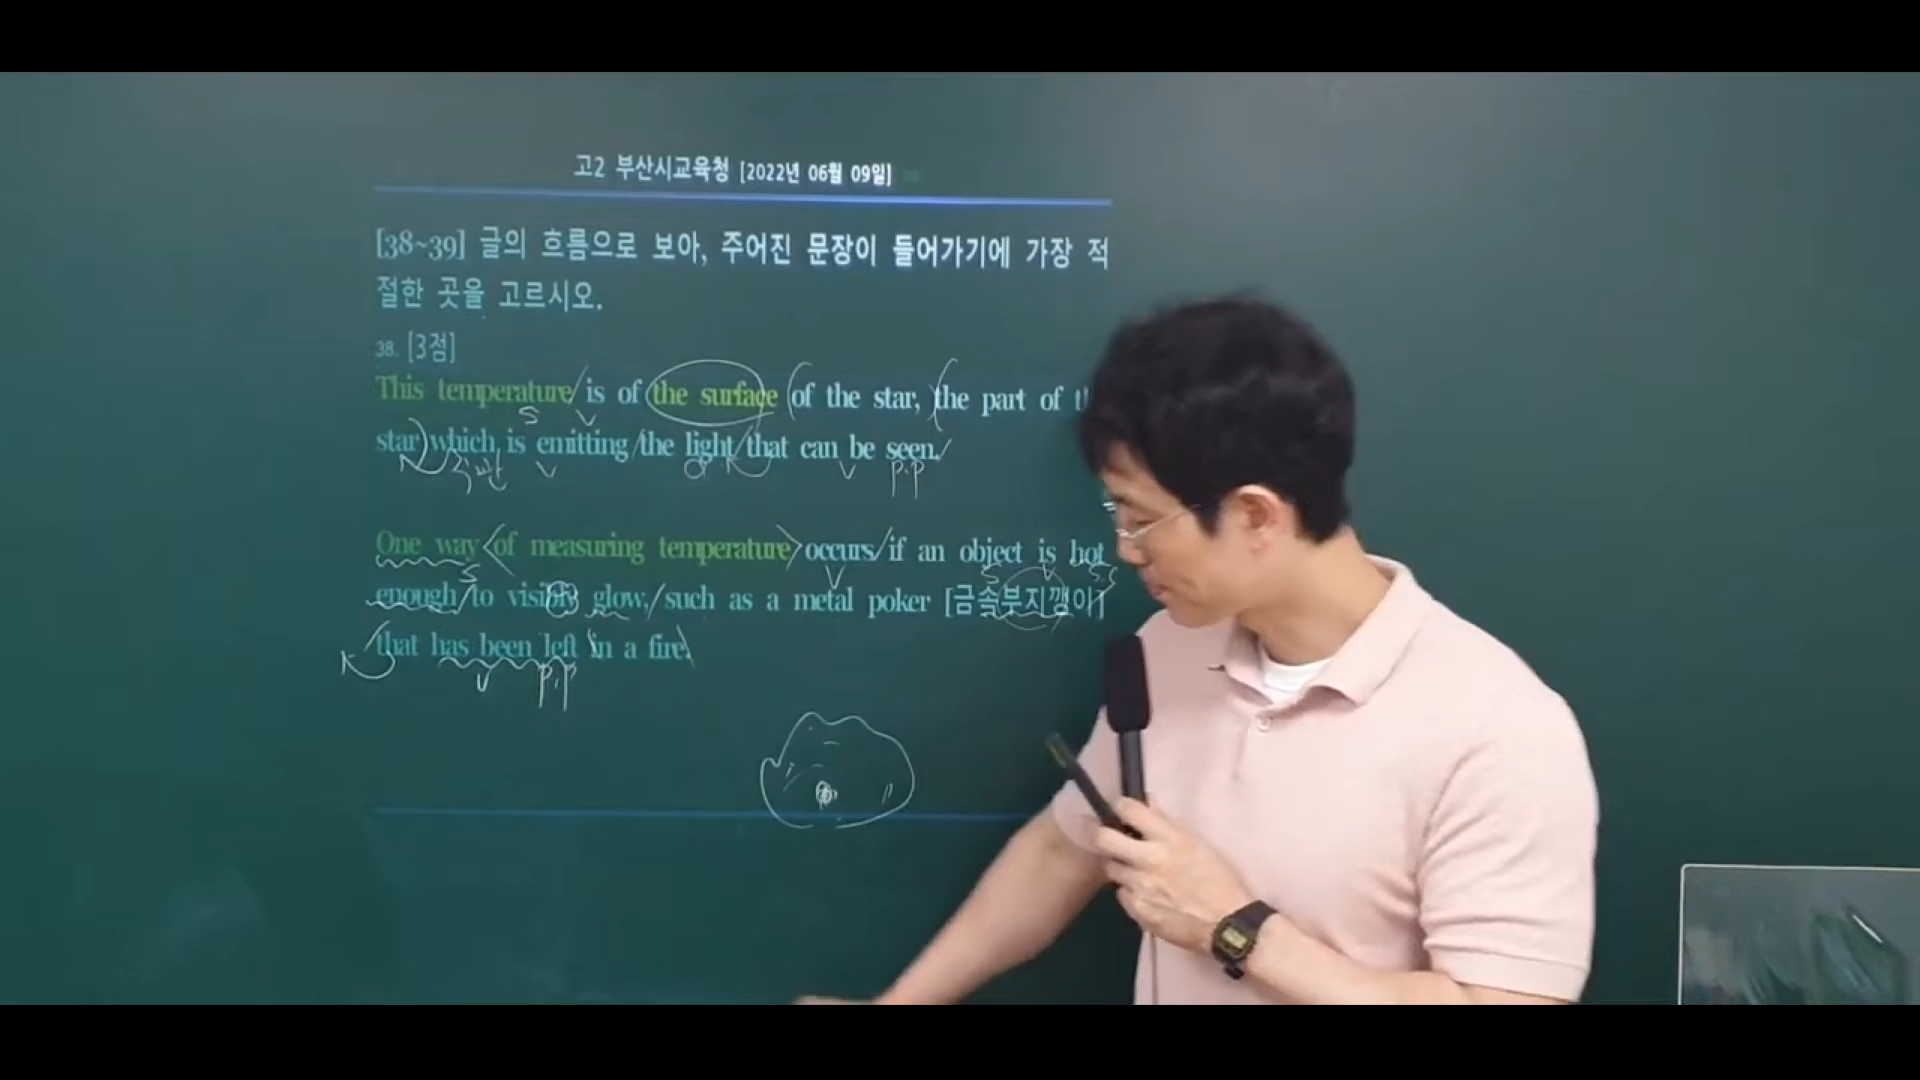 고2 부산시교육청 [2022년 06월 09일]
[38~39] 글의 흐름으로 보아, 주어진 문장이 들어가기에 가장 적
절한 곳을 고르시오.
38. [3점]
This temperature is of the surface of the star, the part of
S V
star which is emitting the light that can be seen.
직관 V O V p.p
One way of measuring temperature occurs if an object is hot
S V S V
enough to visibly glow, such as a metal poker [금속부지깽이]
that has been left in a fire.
V p.p